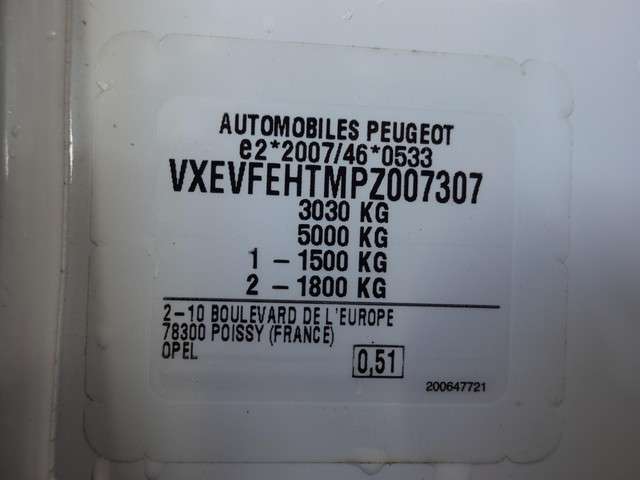 AUTOMOBILES PEUGEOT
e2*2007/46*0533
VXEVFEHTMPZ007307
3030 KG
5000 KG
1 - 1500 KG
2 - 1800 KG
2-10 BOULEVARD DE L'EUROPE
78300 POISSY (FRANCE)
OPEL
0,51
200647721